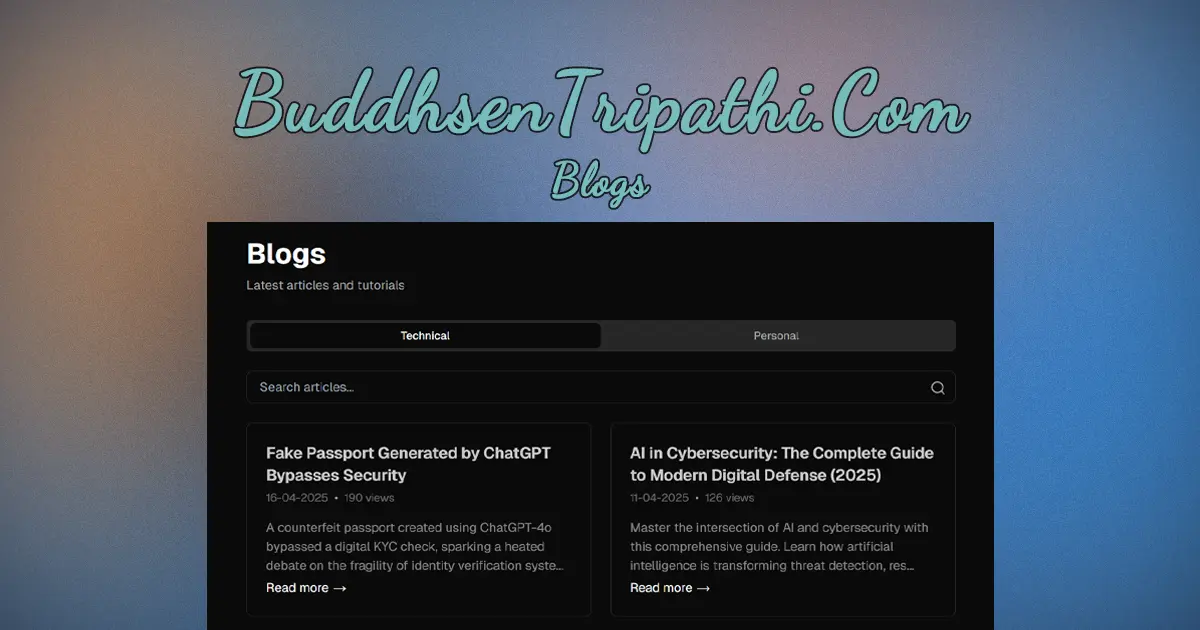 BuddhsenTripathi.Com
Blogs
Blogs
Latest articles and tutorials
Technical
Personal
Search articles...
Fake Passport Generated by ChatGPT
Bypasses Security
16-04-2025 • 190 views
A counterfeit passport created using ChatGPT-4o
bypassed a digital KYC check, sparking a heated
debate on the fragility of identity verification syste...
Read more →
AI in Cybersecurity: The Complete Guide
to Modern Digital Defense (2025)
11-04-2025 • 126 views
Master the intersection of AI and cybersecurity with
this comprehensive guide. Learn how artificial
intelligence is transforming threat detection, res...
Read more →